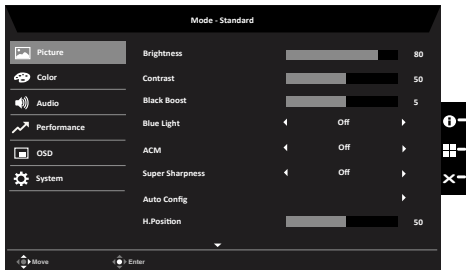 Mode - Standard
Picture
Color
Audio
Performance
OSD
System
Brightness 80
Contrast 50
Black Boost 5
Blue Light Off
ACM Off
Super Sharpness Off
Auto Config
H.Position 50
Move Enter